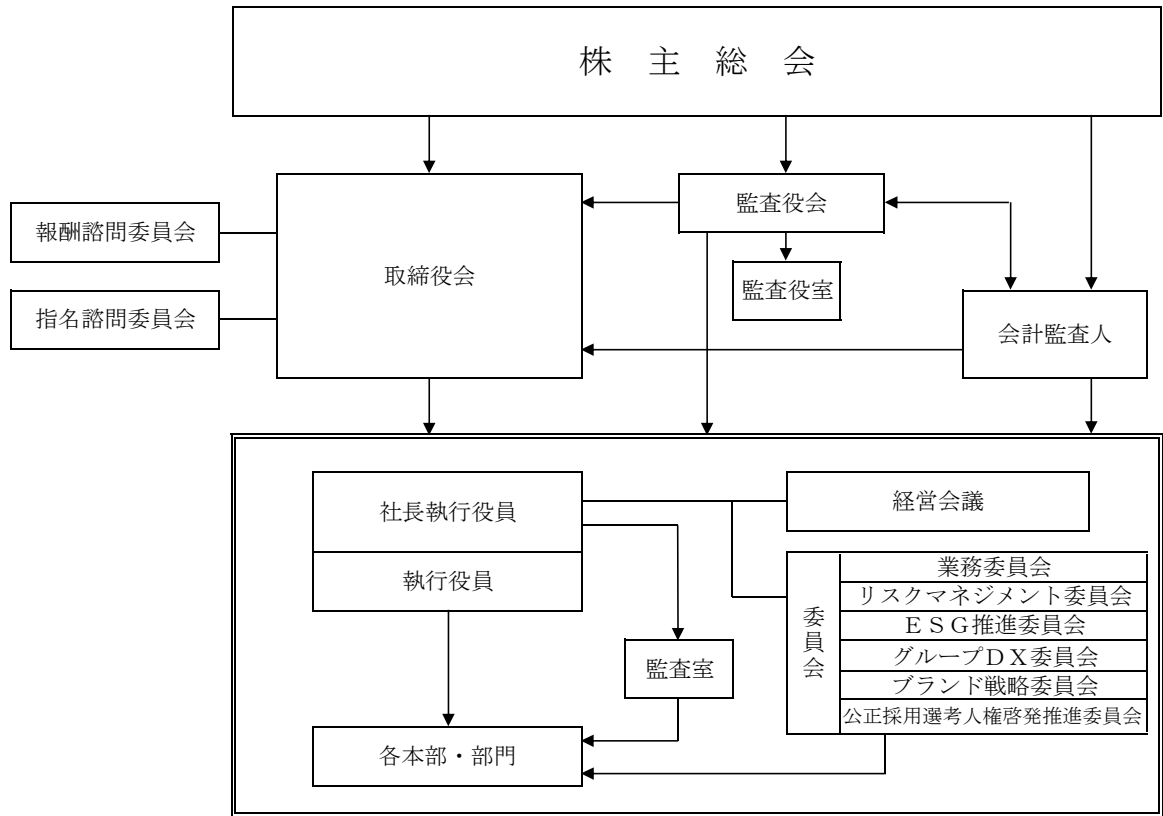 株主総会
監査役会
報酬諮問委員会
取締役会
監査役室
指名諮問委員会
会計監査人
社長執行役員
経営会議
執行役員
委員会
業務委員会
リスクマネジメント委員会
ＥＳＧ推進委員会
グループＤＸ委員会
ブランド戦略委員会
公正採用選考人権啓発推進委員会
監査室
各本部・部門